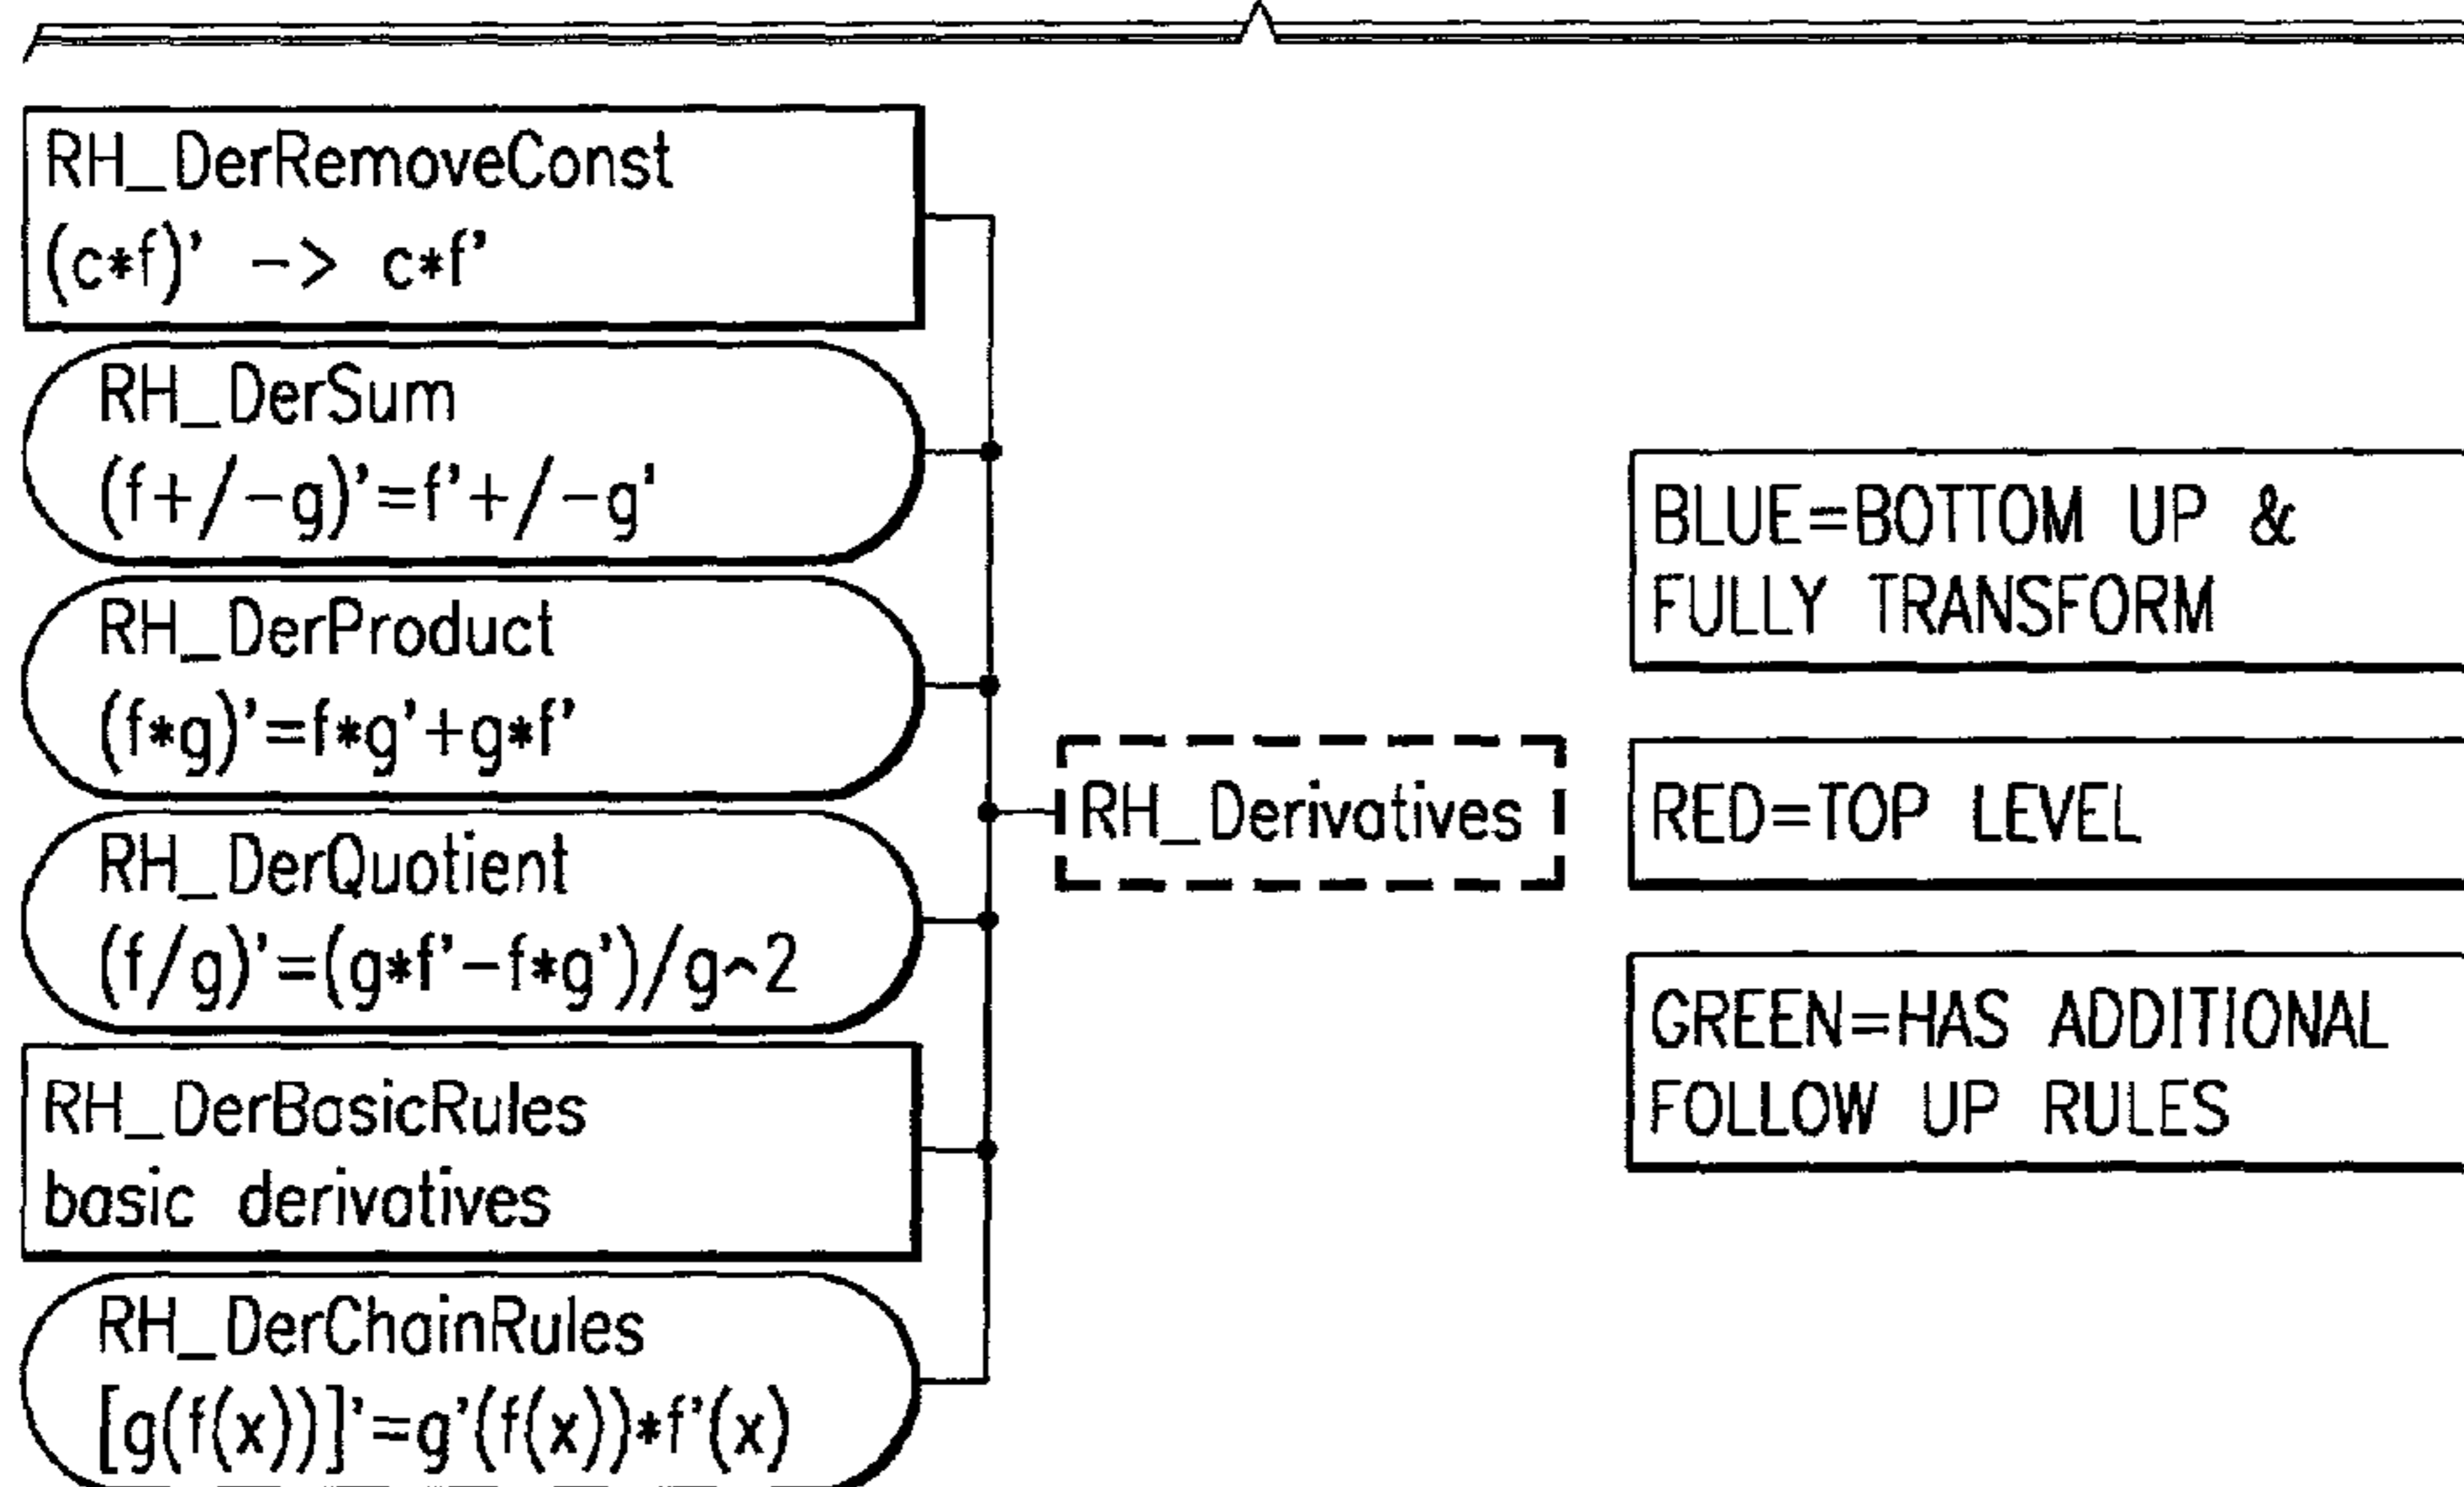 RH_DerRemoveConst
(c*f)' -> c*f'
RH_DerSum
(f+/-g)'=f'+/-g'
RH_DerProduct
(f*g)'=f*g'+g*f'
RH_DerQuotient
(f/g)'=(g*f'-f*g')/g^2
RH_DerBasicRules
basic derivatives
RH_DerChainRules
[g(f(x))]'=g'(f(x))*f'(x)
RH_Derivatives
BLUE=BOTTOM UP &
FULLY TRANSFORM
RED=TOP LEVEL
GREEN=HAS ADDITIONAL
FOLLOW UP RULES